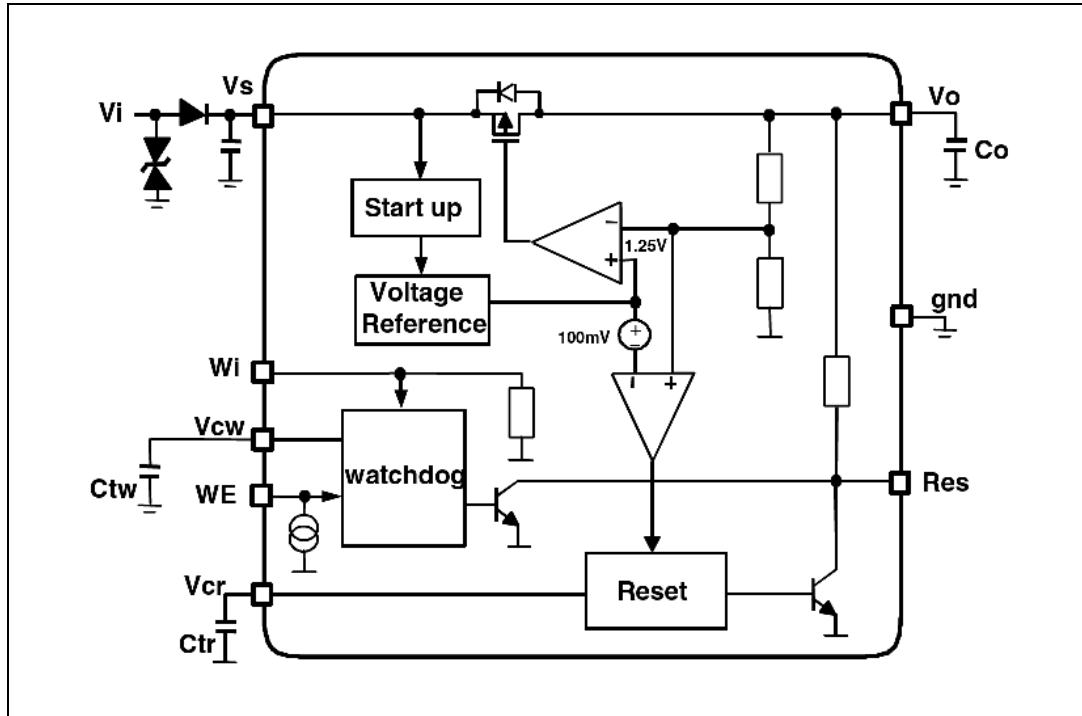 Vs
Vi
Vo
Co
Start up
−
1.25V
+
Voltage
Reference
gnd
100mV
+
−
Wi
− +
Vcw
watchdog
Ctw
WE
Res
Vcr
Reset
Ctr